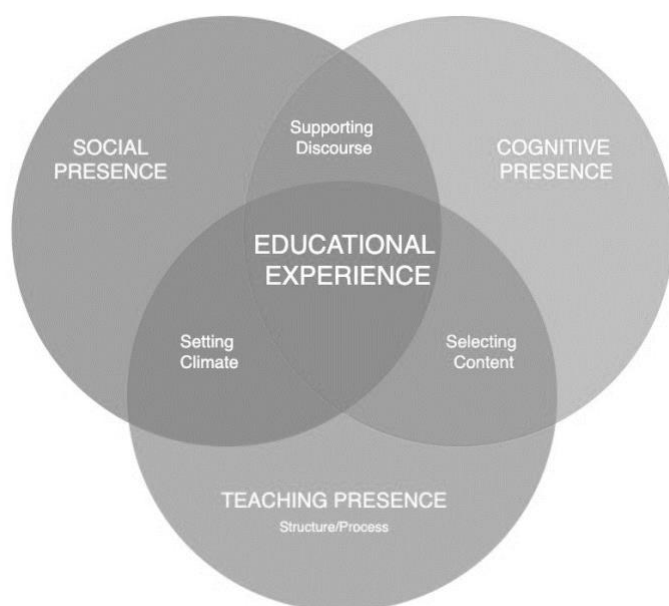 Supporting
Discourse
SOCIAL
PRESENCE
COGNITIVE
PRESENCE
EDUCATIONAL
EXPERIENCE
Setting
Climate
Selecting
Content
TEACHING PRESENCE
Structure/Process